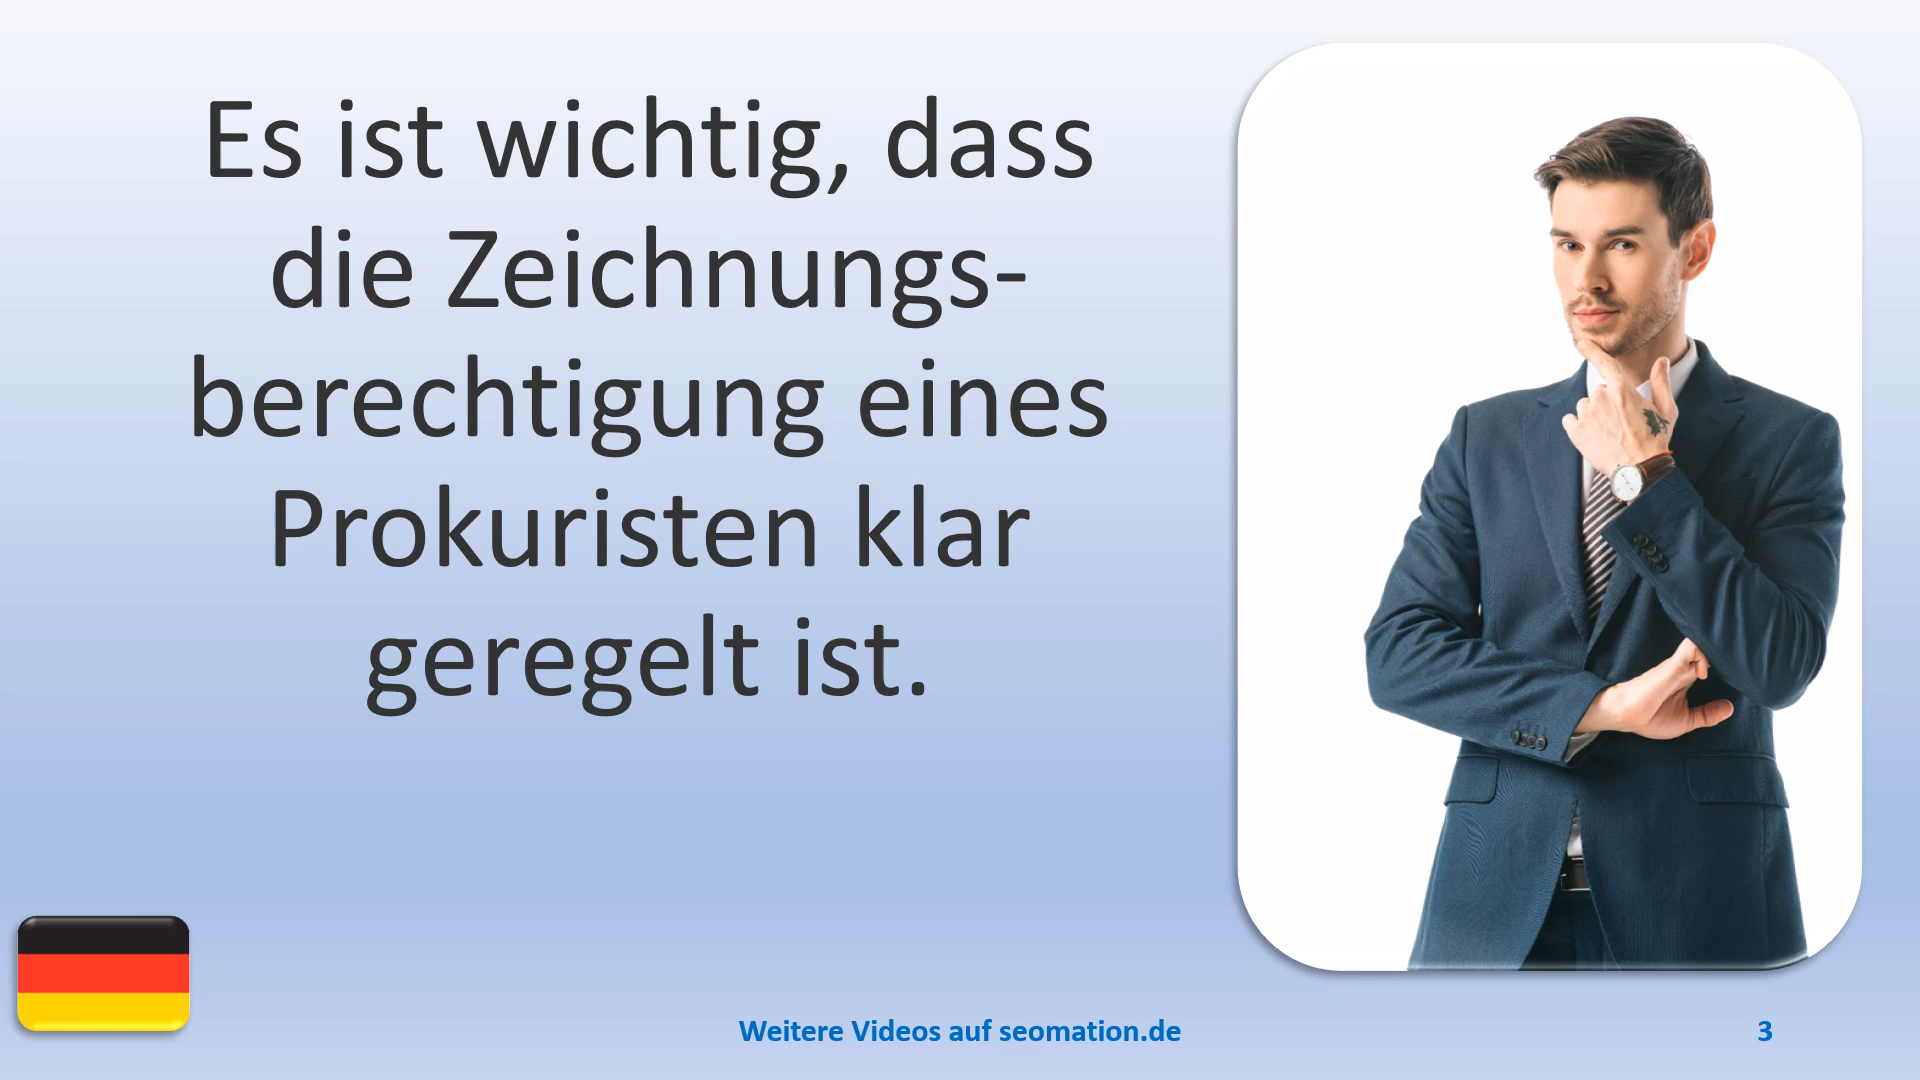 Es ist wichtig, dass
die Zeichnungs-
berechtigung eines
Prokuristen klar
geregelt ist.
Weitere Videos auf seomation.de
3